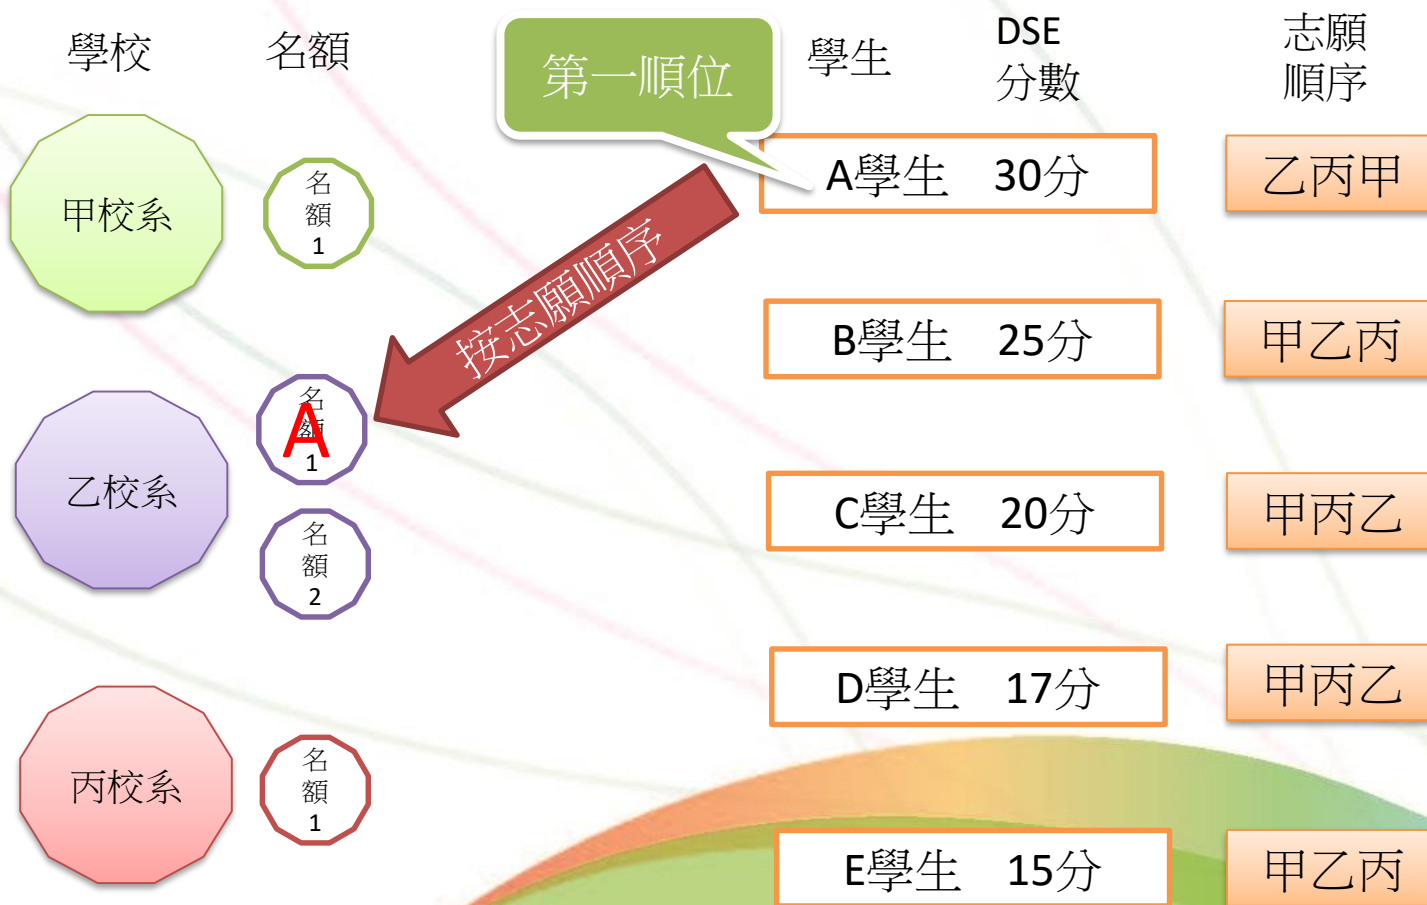 學校
名額
第一順位
學生
DSE
分數
志願
順序
甲校系
名
額
1
A學生 30分
乙丙甲
按志願順序
B學生 25分
甲乙丙
乙校系
名
額
1
A
名
額
2
C學生 20分
甲丙乙
D學生 17分
甲丙乙
丙校系
名
額
1
E學生 15分
甲乙丙